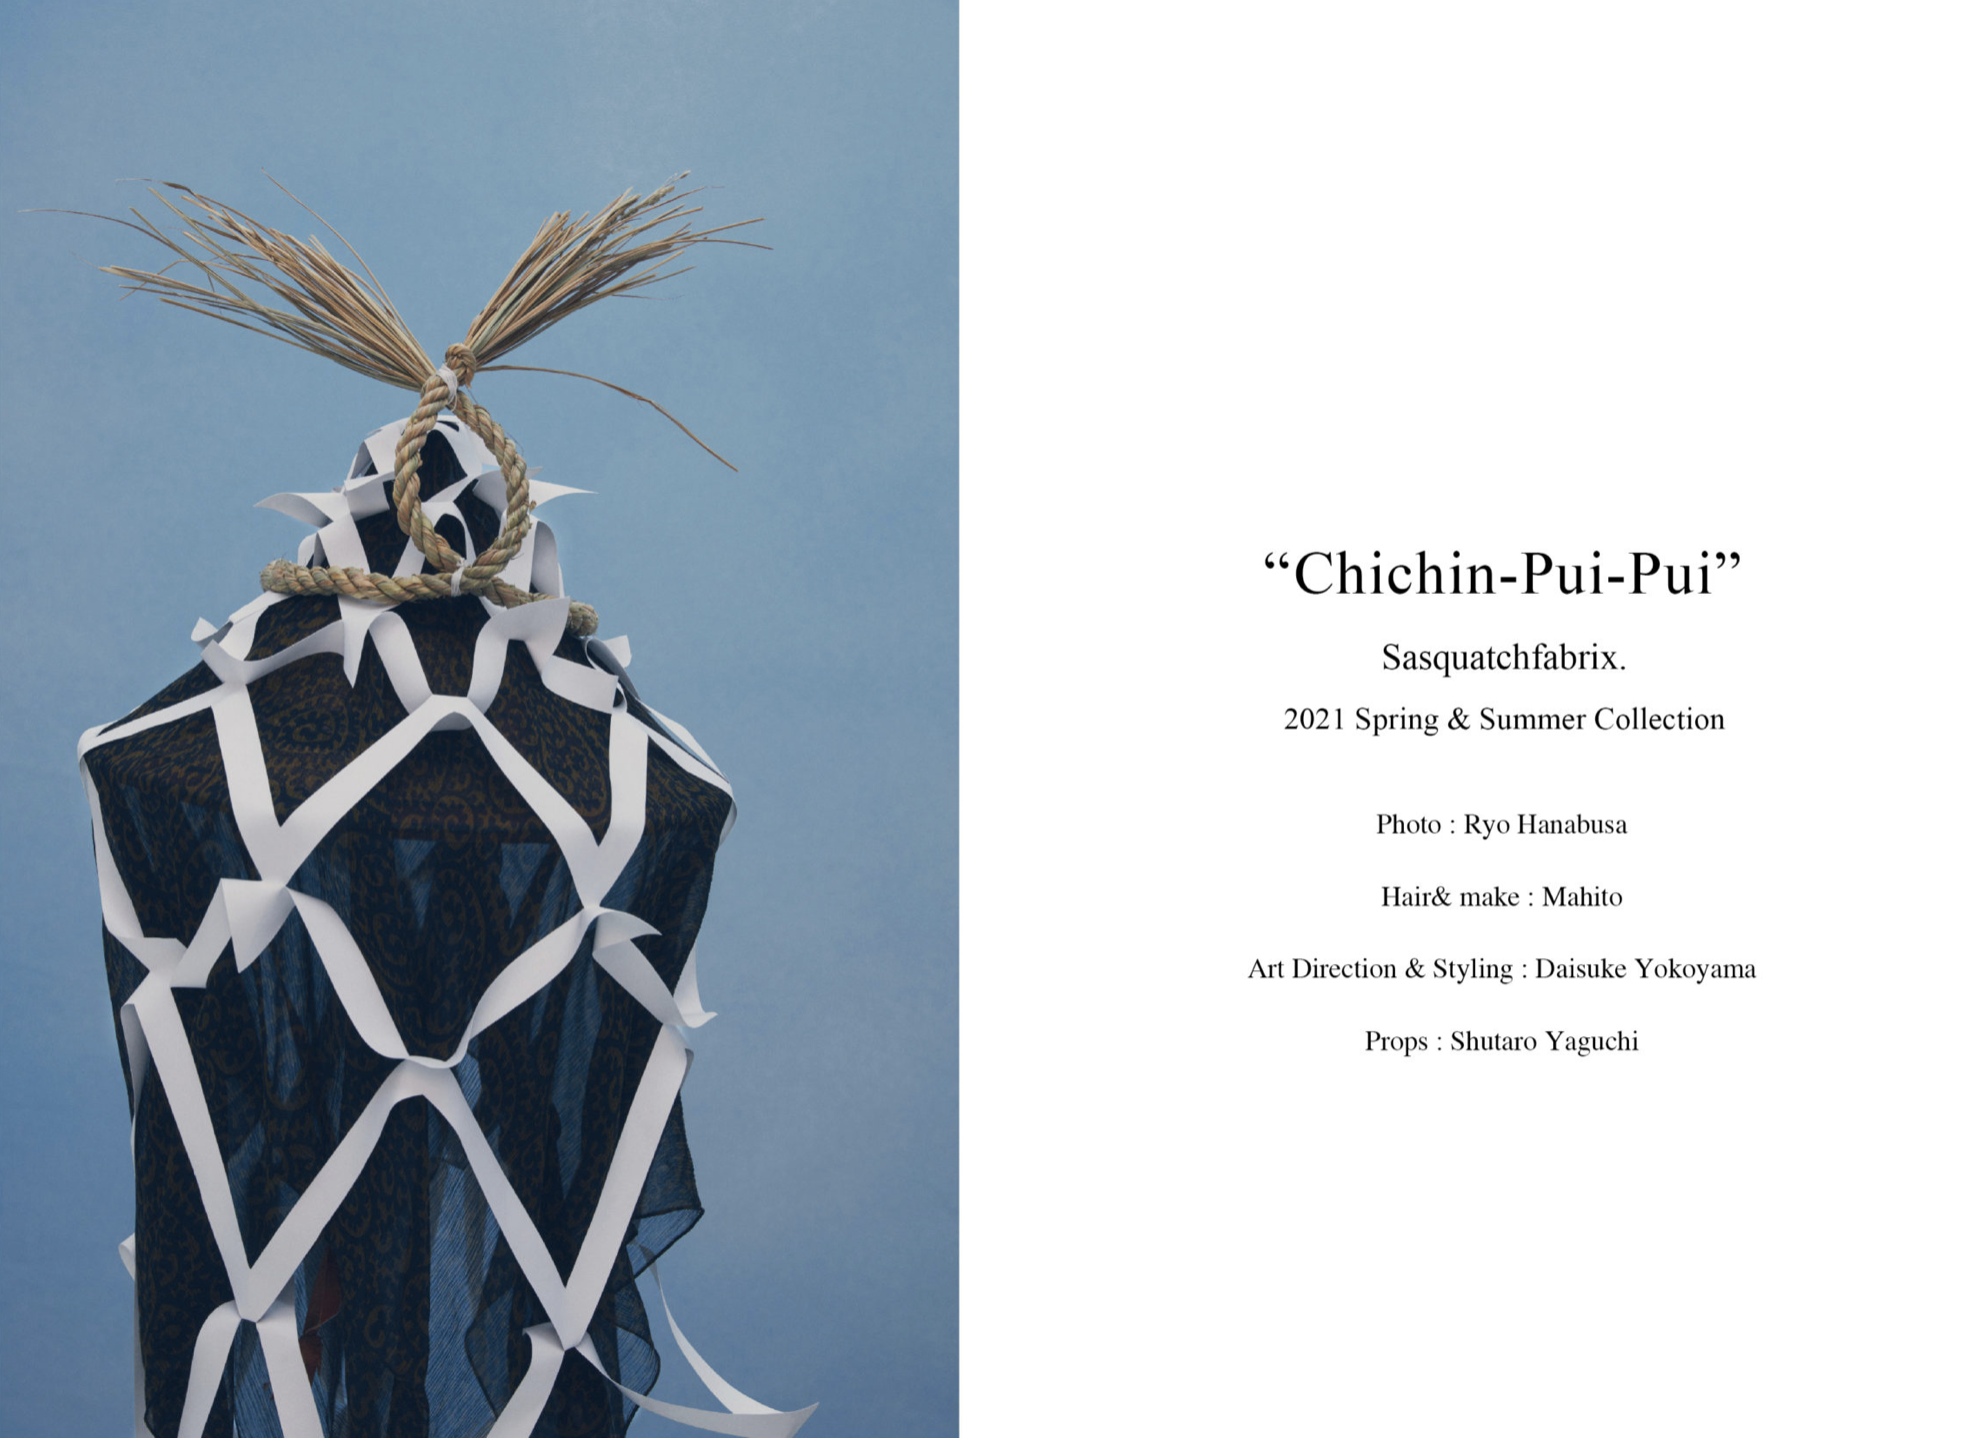 “Chichin-Pui-Pui”
Sasquatchfabrix.
2021 Spring & Summer Collection
Photo : Ryo Hanabusa
Hair& make : Mahito
Art Direction & Styling : Daisuke Yokoyama
Props : Shutaro Yaguchi